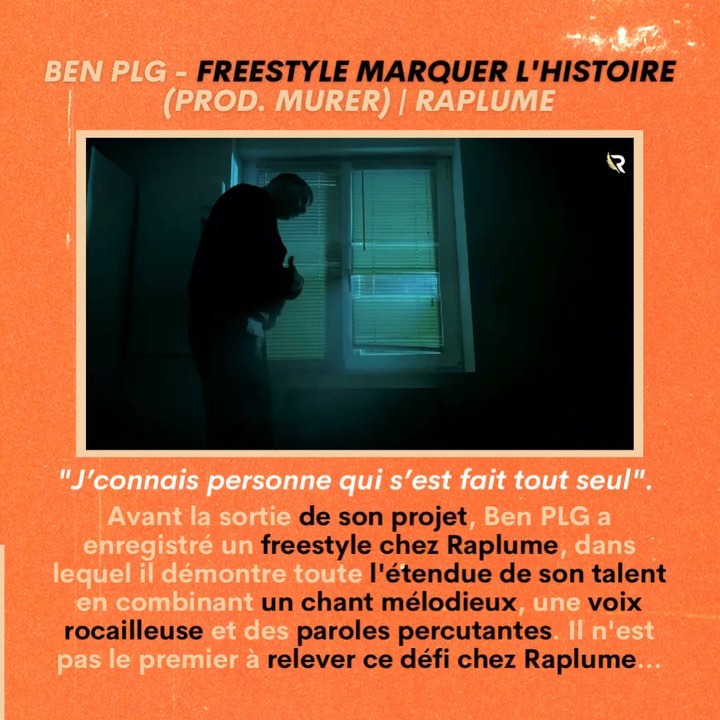 BEN PLG - FREESTYLE MARQUER L'HISTOIRE
(PROD. MURER) | RAPLUME
"J’connais personne qui s’est fait tout seul".
Avant la sortie de son projet, Ben PLG a
enregistré un freestyle chez Raplume, dans
lequel il démontre toute l'étendue de son talent
en combinant un chant mélodieux, une voix
rocailleuse et des paroles percutantes. Il n'est
pas le premier à relever ce défi chez Raplume...